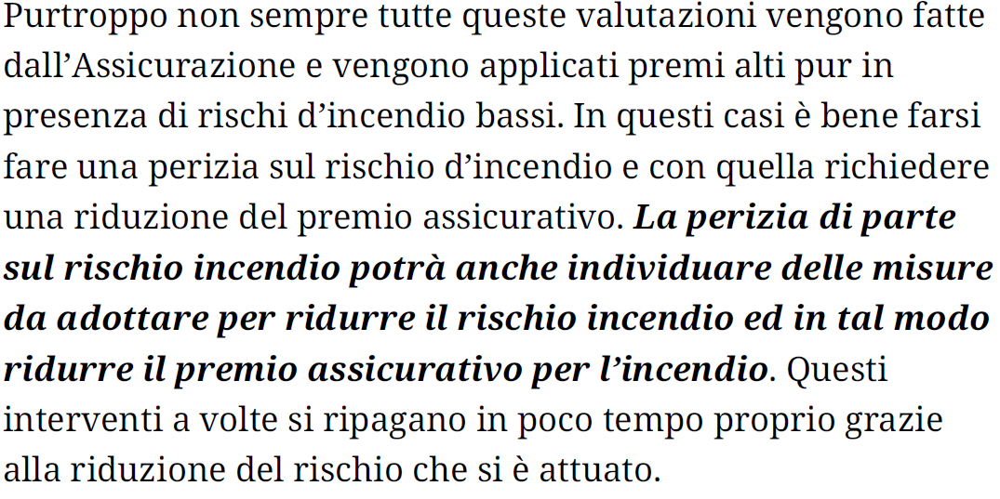 Purtroppo non sempre tutte queste valutazioni vengono fatte
dall’Assicurazione e vengono applicati premi alti pur in
presenza di rischi d’incendio bassi. In questi casi è bene farsi
fare una perizia sul rischio d’incendio e con quella richiedere
una riduzione del premio assicurativo. La perizia di parte
sul rischio incendio potrà anche individuare delle misure
da adottare per ridurre il rischio incendio ed in tal modo
ridurre il premio assicurativo per l’incendio. Questi
interventi a volte si ripagano in poco tempo proprio grazie
alla riduzione del rischio che si è attuato.